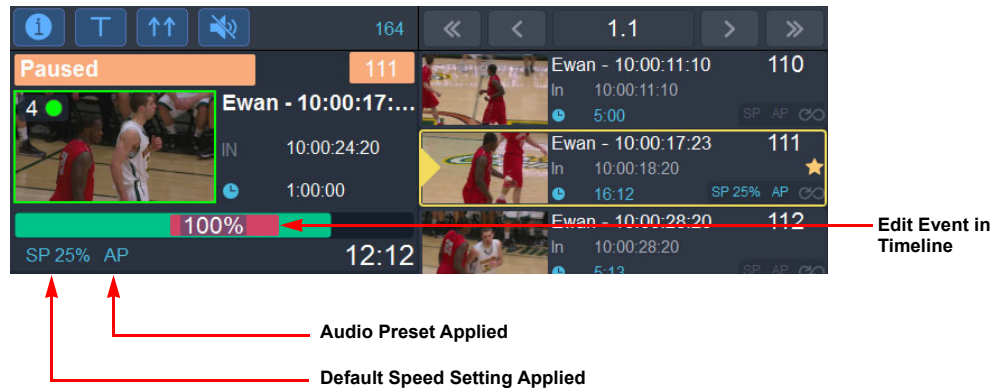 164
1.1
Paused
111
4
Ewan - 10:00:17:...
IN 10:00:24:20
1:00:00
100%
SP 25% AP
12:12
Ewan - 10:00:11:10 110
In 10:00:11:10
5:00 SP AP
Ewan - 10:00:17:23 111
In 10:00:18:20
16:12 SP 25% AP
Ewan - 10:00:28:20 112
In 10:00:28:20
5:13 SP AP
Edit Event in
Timeline
Audio Preset Applied
Default Speed Setting Applied